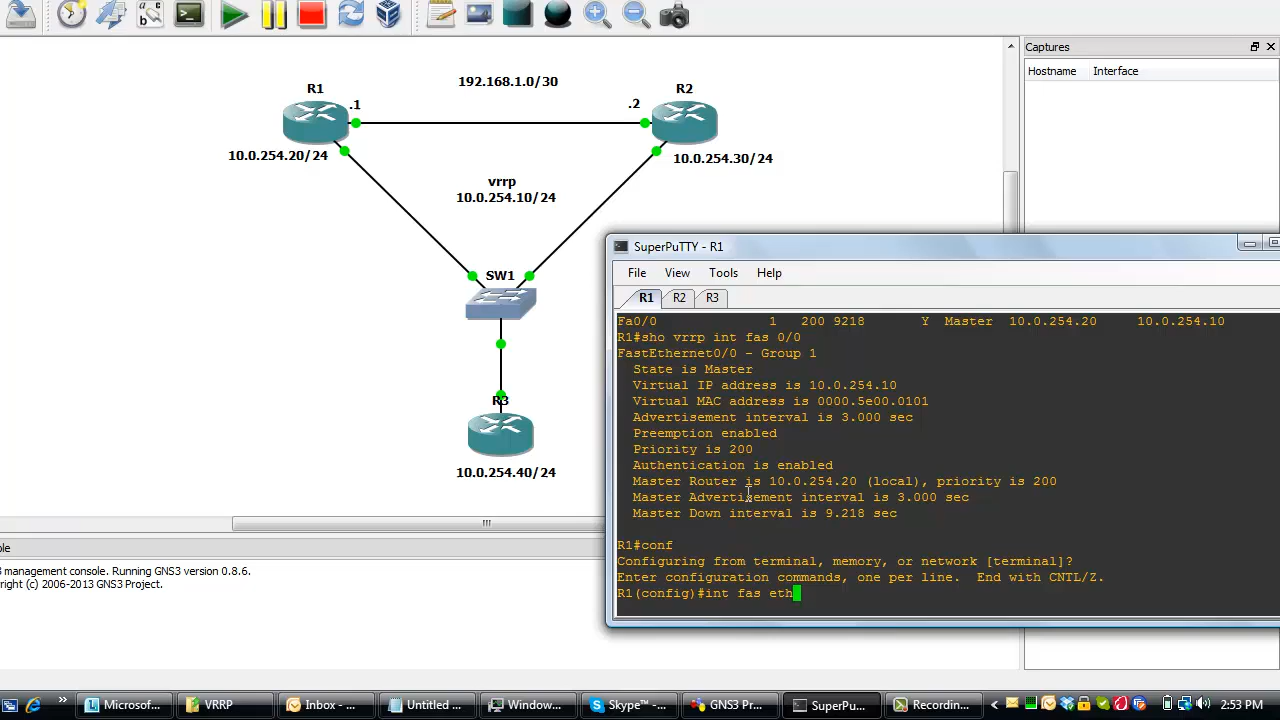 a
b c
Captures
Hostname Interface
192.168.1.0/30
R1
R2
.1
.2
10.0.254.20/24
10.0.254.30/24
vrrp
10.0.254.10/24
SW1
R3
10.0.254.40/24
SuperPuTTY - R1
File View Tools Help
R1 R2 R3
Fa0/0 1 200 9218 Y Master 10.0.254.20 10.0.254.10
R1#sho vrrp int fas 0/0
FastEthernet0/0 - Group 1
State is Master
Virtual IP address is 10.0.254.10
Virtual MAC address is 0000.5e00.0101
Advertisement interval is 3.000 sec
Preemption enabled
Priority is 200
Authentication is enabled
Master Router is 10.0.254.20 (local), priority is 200
Master Advertisement interval is 3.000 sec
Master Down interval is 9.218 sec
R1#conf
Configuring from terminal, memory, or network [terminal]?
Enter configuration commands, one per line. End with CNTL/Z.
R1(config)#int fas eth
ole
management console. Running GNS3 version 0.8.6.
right (c) 2006-2013 GNS3 Project.
Microsof... VRRP Inbox - ... Untitled ... Window... Skype™ -... GNS3 Pr... SuperPu... Recordin... 2:53 PM